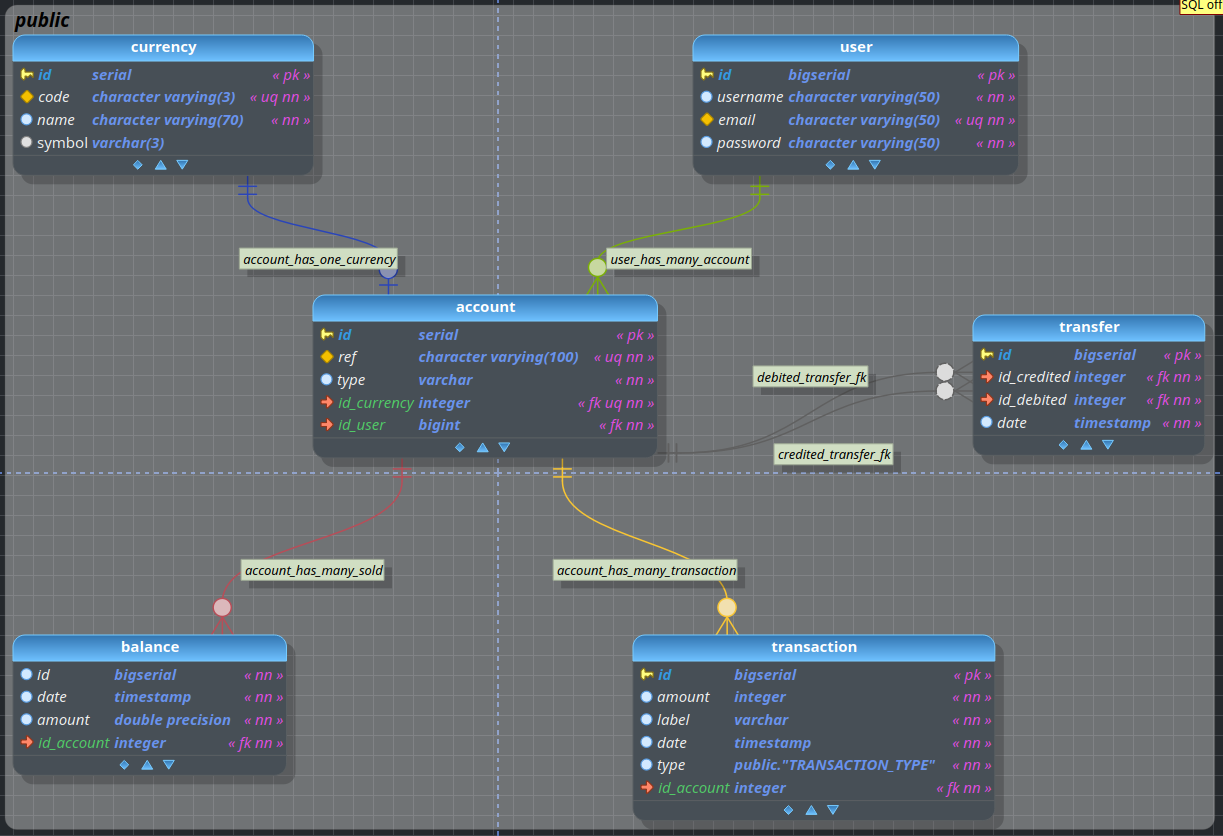 SQL off
public
currency
id serial « pk »
code character varying(3) « uq nn »
name character varying(70) « nn »
symbol varchar(3)
user
id bigserial « pk »
username character varying(50) « nn »
email character varying(50) « uq nn »
password character varying(50) « nn »
account_has_one_currency
user_has_many_account
account
id serial « pk »
ref character varying(100) « uq nn »
type varchar « nn »
id_currency integer « fk uq nn »
id_user bigint « fk nn »
transfer
id bigserial « pk »
id_credited integer « fk nn »
id_debited integer « fk nn »
date timestamp « nn »
debited_transfer_fk
credited_transfer_fk
account_has_many_sold
account_has_many_transaction
balance
id bigserial « nn »
date timestamp « nn »
amount double precision « nn »
id_account integer « fk nn »
transaction
id bigserial « pk »
amount integer « nn »
label varchar « nn »
date timestamp « nn »
type public."TRANSACTION_TYPE" « nn »
id_account integer « fk nn »